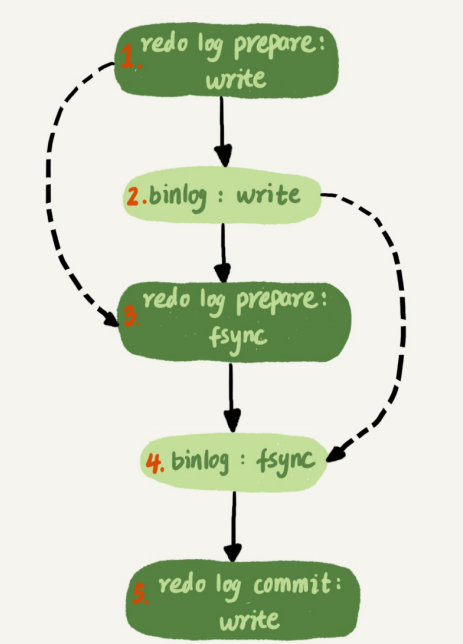 1. redo log prepare:
write
2. binlog : write
3. redo log prepare:
fsync
4. binlog : fsync
5. redo log commit:
write